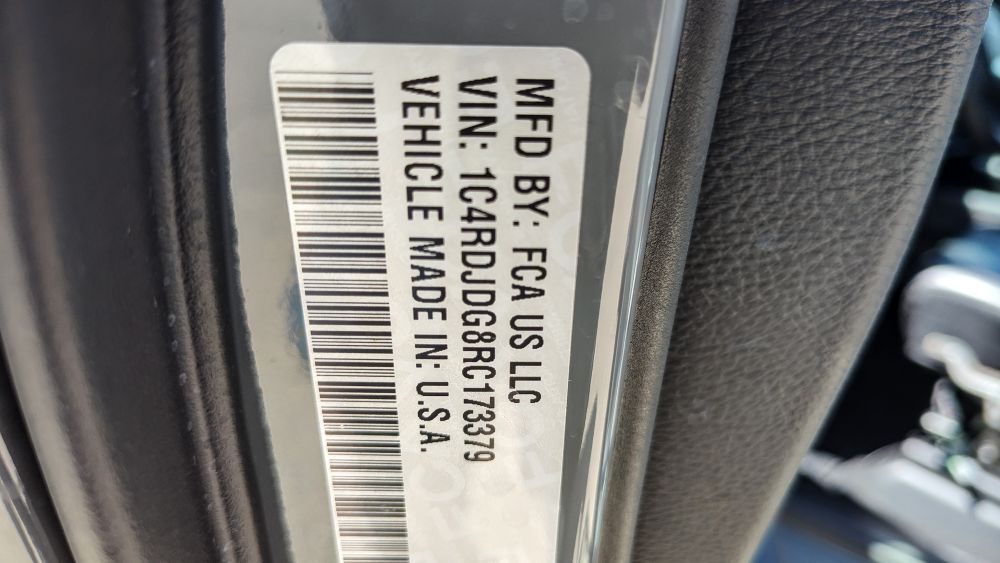 MFD BY: FCA US LLC
VIN: 1C4RDJDG8RC173379
VEHICLE MADE IN: U.S.A.